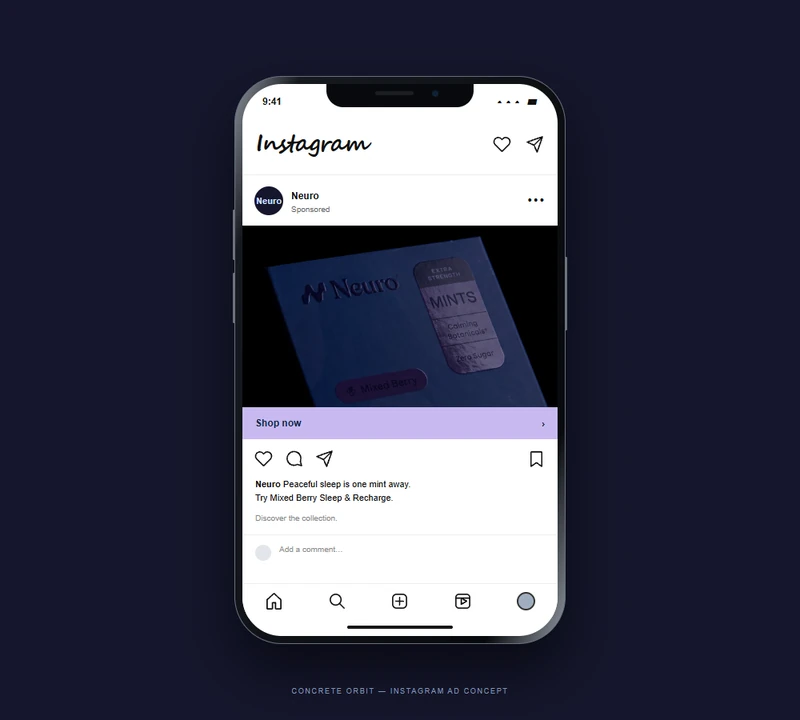 9:41
Instagram
Neuro
Neuro
Sponsored
Neuro
EXTRA
STRENGTH
MINTS
Calming
Botanicals*
Zero Sugar
Mixed Berry
Shop now ›
Neuro Peaceful sleep is one mint away.
Try Mixed Berry Sleep & Recharge.
Discover the collection.
Add a comment...
CONCRETE ORBIT — INSTAGRAM AD CONCEPT